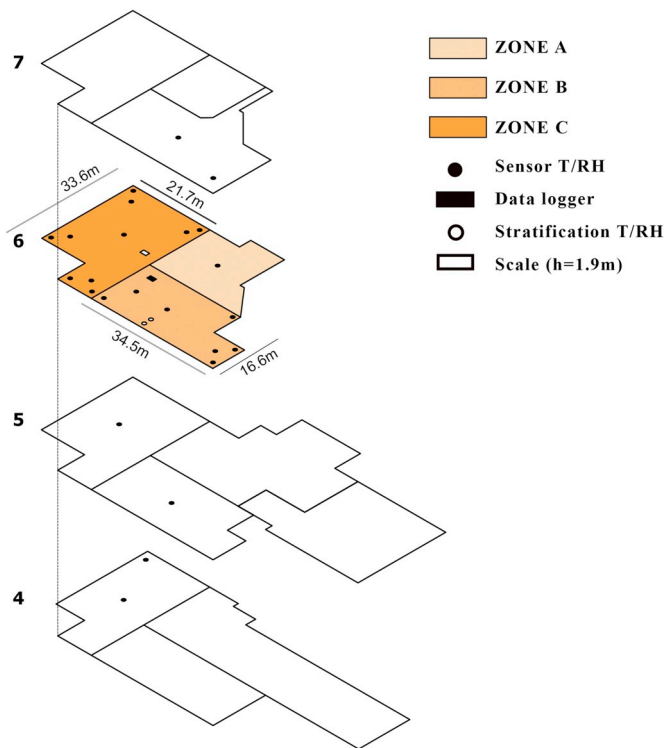 7
ZONE A
ZONE B
ZONE C
Sensor T/RH
Data logger
Stratification T/RH
Scale (h=1.9m)
33.6m
21.7m
6
34.5m
16.6m
5
4